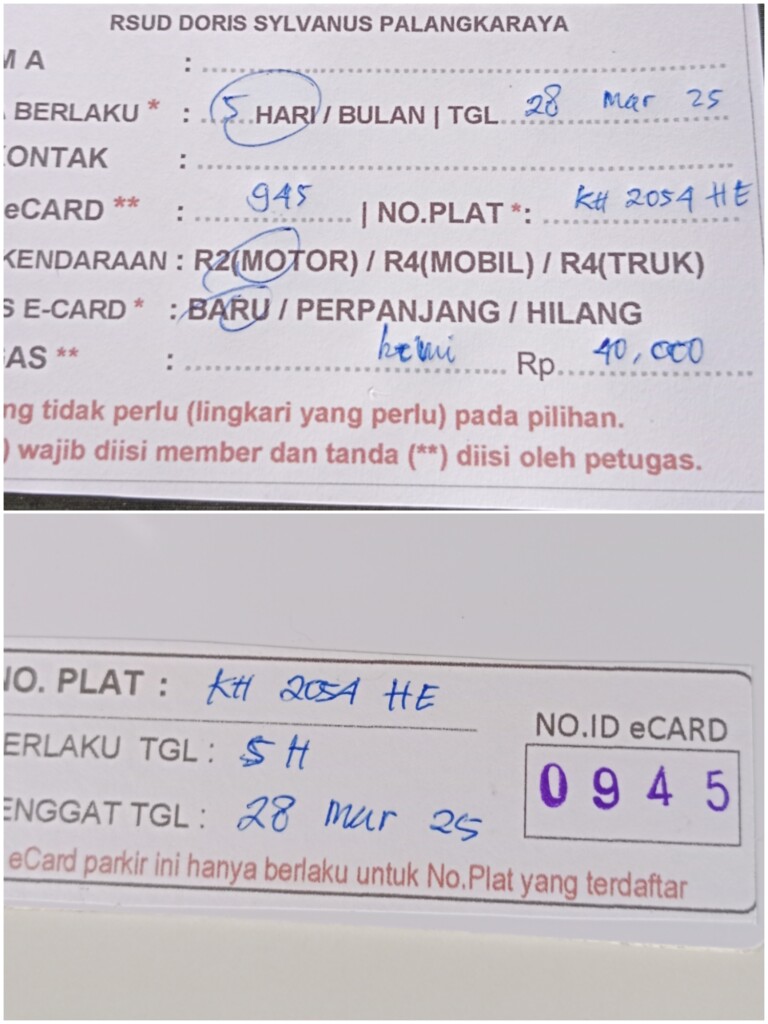 RSUD DORIS SYLVANUS PALANGKARAYA
M A :
BERLAKU * : 5 HARI / BULAN | TGL 28 Mar 25
ONTAK :
eCARD ** : 945 | NO.PLAT *: KH 2054 HE
KENDARAAN : R2(MOTOR) / R4(MOBIL) / R4(TRUK)
S E-CARD * : BARU / PERPANJANG / HILANG
AS ** : Rp. 40,000
ng tidak perlu (lingkari yang perlu) pada pilihan.
) wajib diisi member dan tanda (**) diisi oleh petugas.
NO. PLAT : KH 2054 HE
ERLAKU TGL : 5 H
ENGGAT TGL : 28 Mar 25
NO.ID eCARD
0945
eCard parkir ini hanya berlaku untuk No.Plat yang terdaftar